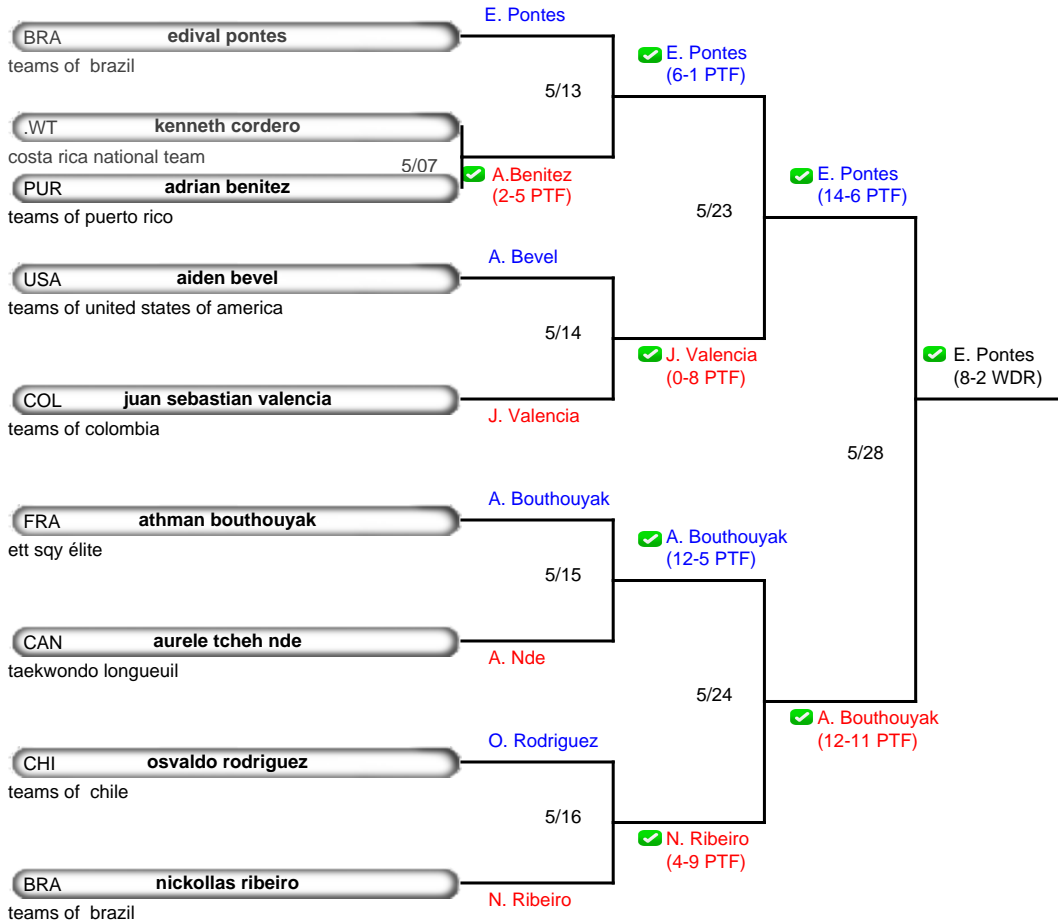 E. Pontes
BRA edival pontes
teams of brazil
5/13
E. Pontes
(6-1 PTF)
.WT kenneth cordero
costa rica national team
5/07
A.Benitez
(2-5 PTF)
PUR adrian benitez
teams of puerto rico
E. Pontes
(14-6 PTF)
5/23
A. Bevel
USA aiden bevel
teams of united states of america
5/14
J. Valencia
(0-8 PTF)
E. Pontes
(8-2 WDR)
COL juan sebastian valencia
teams of colombia
J. Valencia
5/28
A. Bouthouyak
FRA athman bouthouyak
ett sqy élite
A. Bouthouyak
(12-5 PTF)
5/15
CAN aurele tcheh nde
taekwondo longueuil
A. Nde
5/24
A. Bouthouyak
(12-11 PTF)
O. Rodriguez
CHI osvaldo rodriguez
teams of chile
5/16
N. Ribeiro
(4-9 PTF)
BRA nickollas ribeiro
teams of brazil
N. Ribeiro